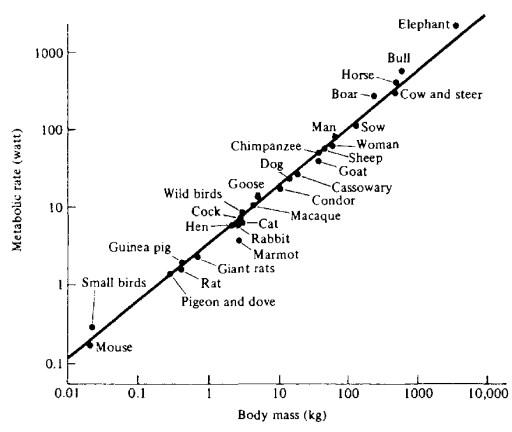 Elephant
1000
Bull
Horse
Boar
Cow and steer
100
Man
Sow
Chimpanzee
Woman
Sheep
Dog
Goat
Metabolic rate (watt)
Goose
Cassowary
Wild birds
Condor
10
Cock
Macaque
Hen
Cat
Rabbit
Guinea pig
Marmot
Giant rats
Small birds
Rat
1
Pigeon and dove
Mouse
0.1
0.01 0.1 1 10 100 1000 10,000
Body mass (kg)